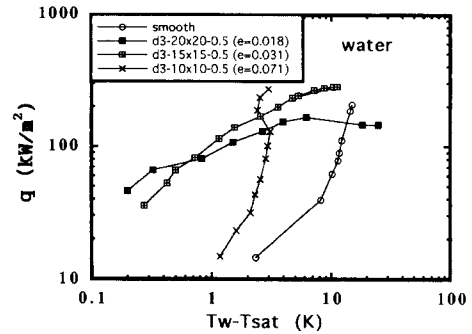 smooth
d3-20x20-0.5 (e=0.018)
d3-15x15-0.5 (e=0.031)
d3-10x10-0.5 (e=0.071)
water
1000
100
10
q (kW/m²)
0.1
1
10
100
Tw-Tsat (K)